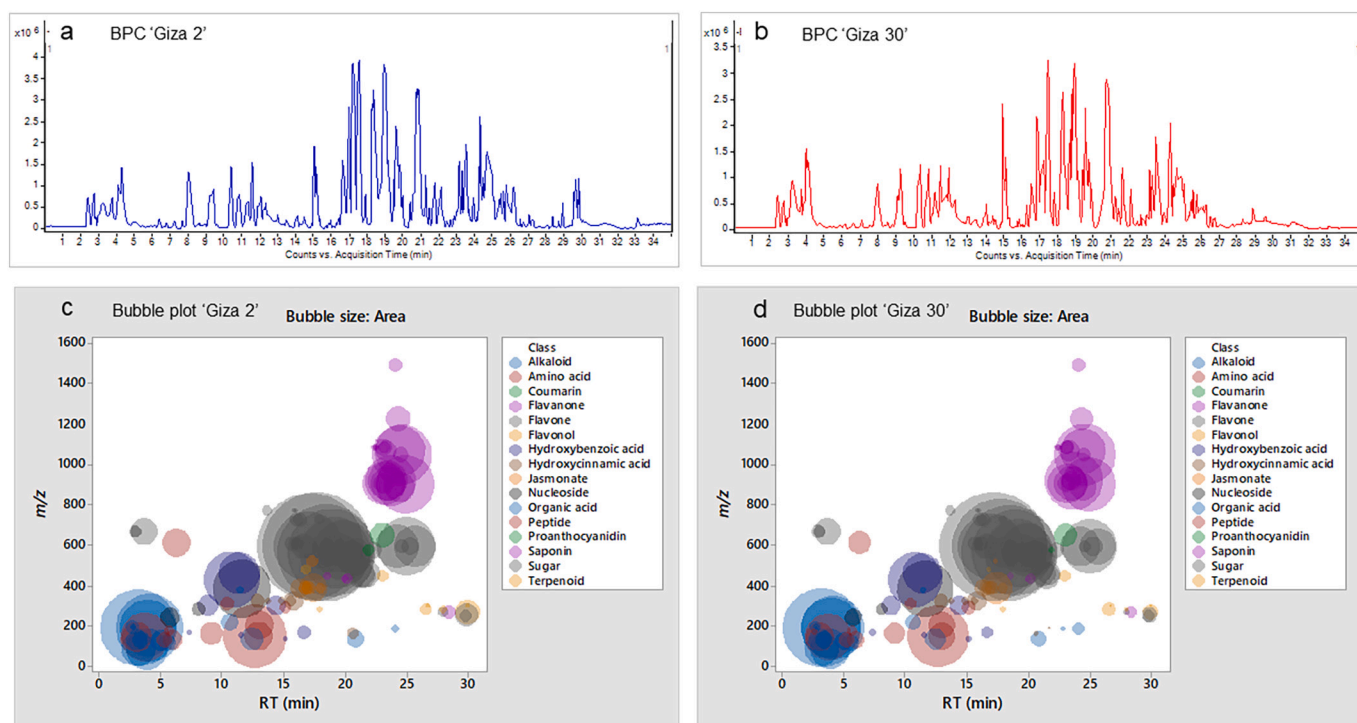 a BPC 'Giza 2'
x10 6
1
1
4
3.5
3
2.5
2
1.5
1
0.5
0
1 2 3 4 5 6 7 8 9 10 11 12 13 14 15 16 17 18 19 20 21 22 23 24 25 26 27 28 29 30 31 32 33 34
Counts vs. Acquisition Time (min)
b BPC 'Giza 30'
x10 6
1
3.5
3
2.5
2
1.5
1
0.5
0
1 2 3 4 5 6 7 8 9 10 11 12 13 14 15 16 17 18 19 20 21 22 23 24 25 26 27 28 29 30 31 32 33 34
Counts vs. Acquisition Time (min)
c Bubble plot 'Giza 2' Bubble size: Area
1600
1400
1200
1000
800
600
400
200
0
m/z
0 5 10 15 20 25 30
RT (min)
Class
Alkaloid
Amino acid
Coumarin
Flavanone
Flavone
Flavonol
Hydroxybenzoic acid
Hydroxycinnamic acid
Jasmonate
Nucleoside
Organic acid
Peptide
Proanthocyanidin
Saponin
Sugar
Terpenoid
d Bubble plot 'Giza 30' Bubble size: Area
1600
1400
1200
1000
800
600
400
200
0
m/z
0 5 10 15 20 25 30
RT (min)
Class
Alkaloid
Amino acid
Coumarin
Flavanone
Flavone
Flavonol
Hydroxybenzoic acid
Hydroxycinnamic acid
Jasmonate
Nucleoside
Organic acid
Peptide
Proanthocyanidin
Saponin
Sugar
Terpenoid